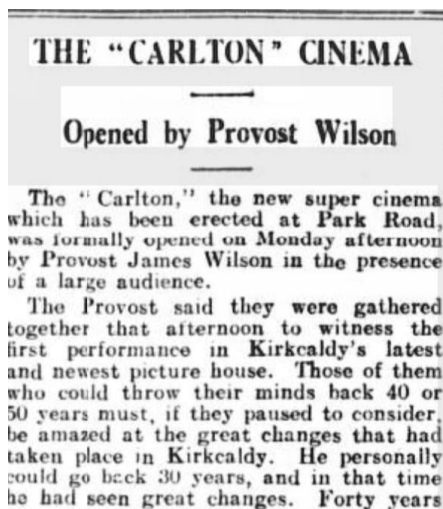 THE "CARLTON" CINEMA
Opened by Provost Wilson
The "Carlton," the new super cinema
which has been erected at Park Road,
was formally opened on Monday afternoon
by Provost James Wilson in the presence
of a large audience.
The Provost said they were gathered
together that afternoon to witness the
first performance in Kirkcaldy's latest
and newest picture house. Those of them
who could throw their minds back 40 or
50 years must, if they paused to consider,
be amazed at the great changes that had
taken place in Kirkcaldy. He personally
could go back 30 years, and in that time
he had seen great changes. Forty years